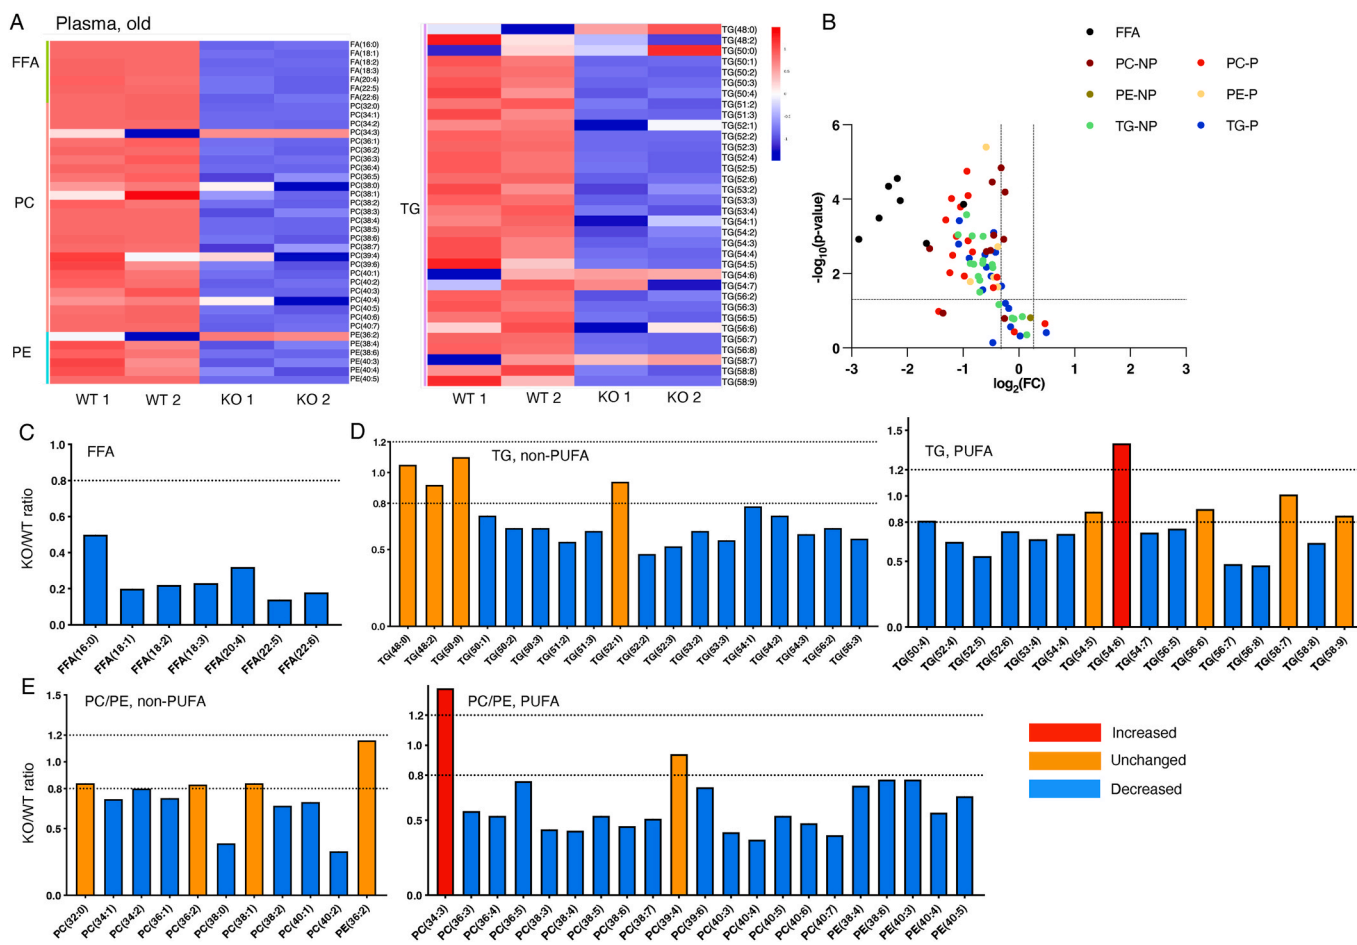 A
Plasma, old
FFA
PC
PE
FA(16:0)
FA(18:1)
FA(18:2)
FA(18:3)
FA(20:4)
FA(22:5)
FA(22:6)
PC(32:0)
PC(34:1)
PC(34:2)
PC(34:3)
PC(36:1)
PC(36:2)
PC(36:3)
PC(36:4)
PC(36:5)
PC(38:0)
PC(38:1)
PC(38:2)
PC(38:3)
PC(38:4)
PC(38:5)
PC(38:6)
PC(38:7)
PC(39:4)
PC(39:6)
PC(40:1)
PC(40:2)
PC(40:3)
PC(40:4)
PC(40:5)
PC(40:6)
PC(40:7)
PE(36:2)
PE(38:4)
PE(38:6)
PE(40:3)
PE(40:4)
PE(40:5)
WT 1 WT 2 KO 1 KO 2
TG
TG(48:0)
TG(48:2)
TG(50:0)
TG(50:1)
TG(50:2)
TG(50:3)
TG(50:4)
TG(51:2)
TG(51:3)
TG(52:1)
TG(52:2)
TG(52:3)
TG(52:4)
TG(52:5)
TG(52:6)
TG(53:2)
TG(53:3)
TG(53:4)
TG(54:1)
TG(54:2)
TG(54:3)
TG(54:4)
TG(54:5)
TG(54:6)
TG(54:7)
TG(56:2)
TG(56:3)
TG(56:5)
TG(56:6)
TG(56:7)
TG(56:8)
TG(58:7)
TG(58:8)
TG(58:9)
WT 1 WT 2 KO 1 KO 2
B
FFA
PC-NP PC-P
PE-NP PE-P
TG-NP TG-P
-log10(p-value)
6
4
2
0
-3 -2 -1 0 1 2 3
log2(FC)
C
FFA
KO/WT ratio
1.0
0.8
0.6
0.4
0.2
0.0
FFA(16:0) FFA(18:1) FFA(18:2) FFA(18:3) FFA(20:4) FFA(22:5) FFA(22:6)
D
TG, non-PUFA
1.2
1.0
0.8
0.5
0.0
TG(48:0) TG(48:2) TG(50:0) TG(50:1) TG(50:2) TG(50:3) TG(51:2) TG(51:3) TG(52:1) TG(52:2) TG(52:3) TG(53:2) TG(53:3) TG(54:1) TG(54:2) TG(54:3) TG(56:2) TG(56:3)
TG, PUFA
1.5
1.2
0.8
0.5
0.0
TG(50:4) TG(52:4) TG(52:5) TG(52:6) TG(53:4) TG(54:4) TG(54:5) TG(54:6) TG(54:7) TG(56:5) TG(56:6) TG(56:7) TG(56:8) TG(58:7) TG(58:8) TG(58:9)
E
PC/PE, non-PUFA
KO/WT ratio
1.5
1.2
1.0
0.8
0.5
0.0
PC(32:0) PC(34:1) PC(34:2) PC(36:1) PC(36:2) PC(38:0) PC(38:1) PC(38:2) PC(40:1) PC(40:2) PE(36:2)
PC/PE, PUFA
1.2
1.0
0.8
0.5
0.0
PC(34:3) PC(36:3) PC(36:4) PC(36:5) PC(38:3) PC(38:4) PC(38:5) PC(38:6) PC(38:7) PC(39:4) PC(39:6) PC(40:3) PC(40:4) PC(40:5) PC(40:6) PC(40:7) PE(38:4) PE(38:6) PE(40:3) PE(40:4) PE(40:5)
Increased
Unchanged
Decreased